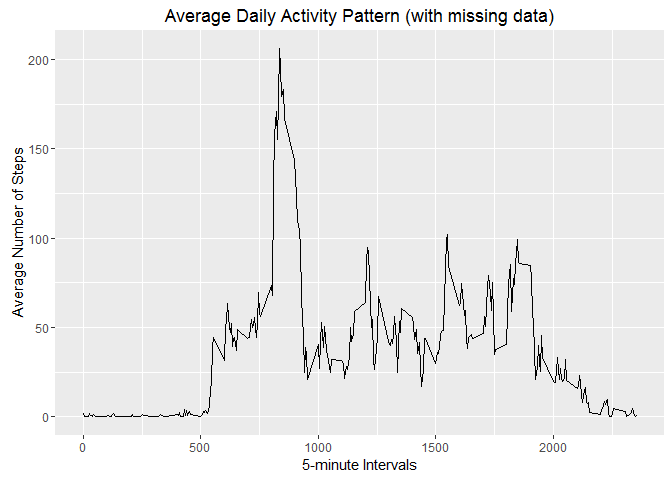 Average Daily Activity Pattern (with missing data)
Average Number of Steps
200
150
100
50
0
0 500 1000 1500 2000
5-minute Intervals